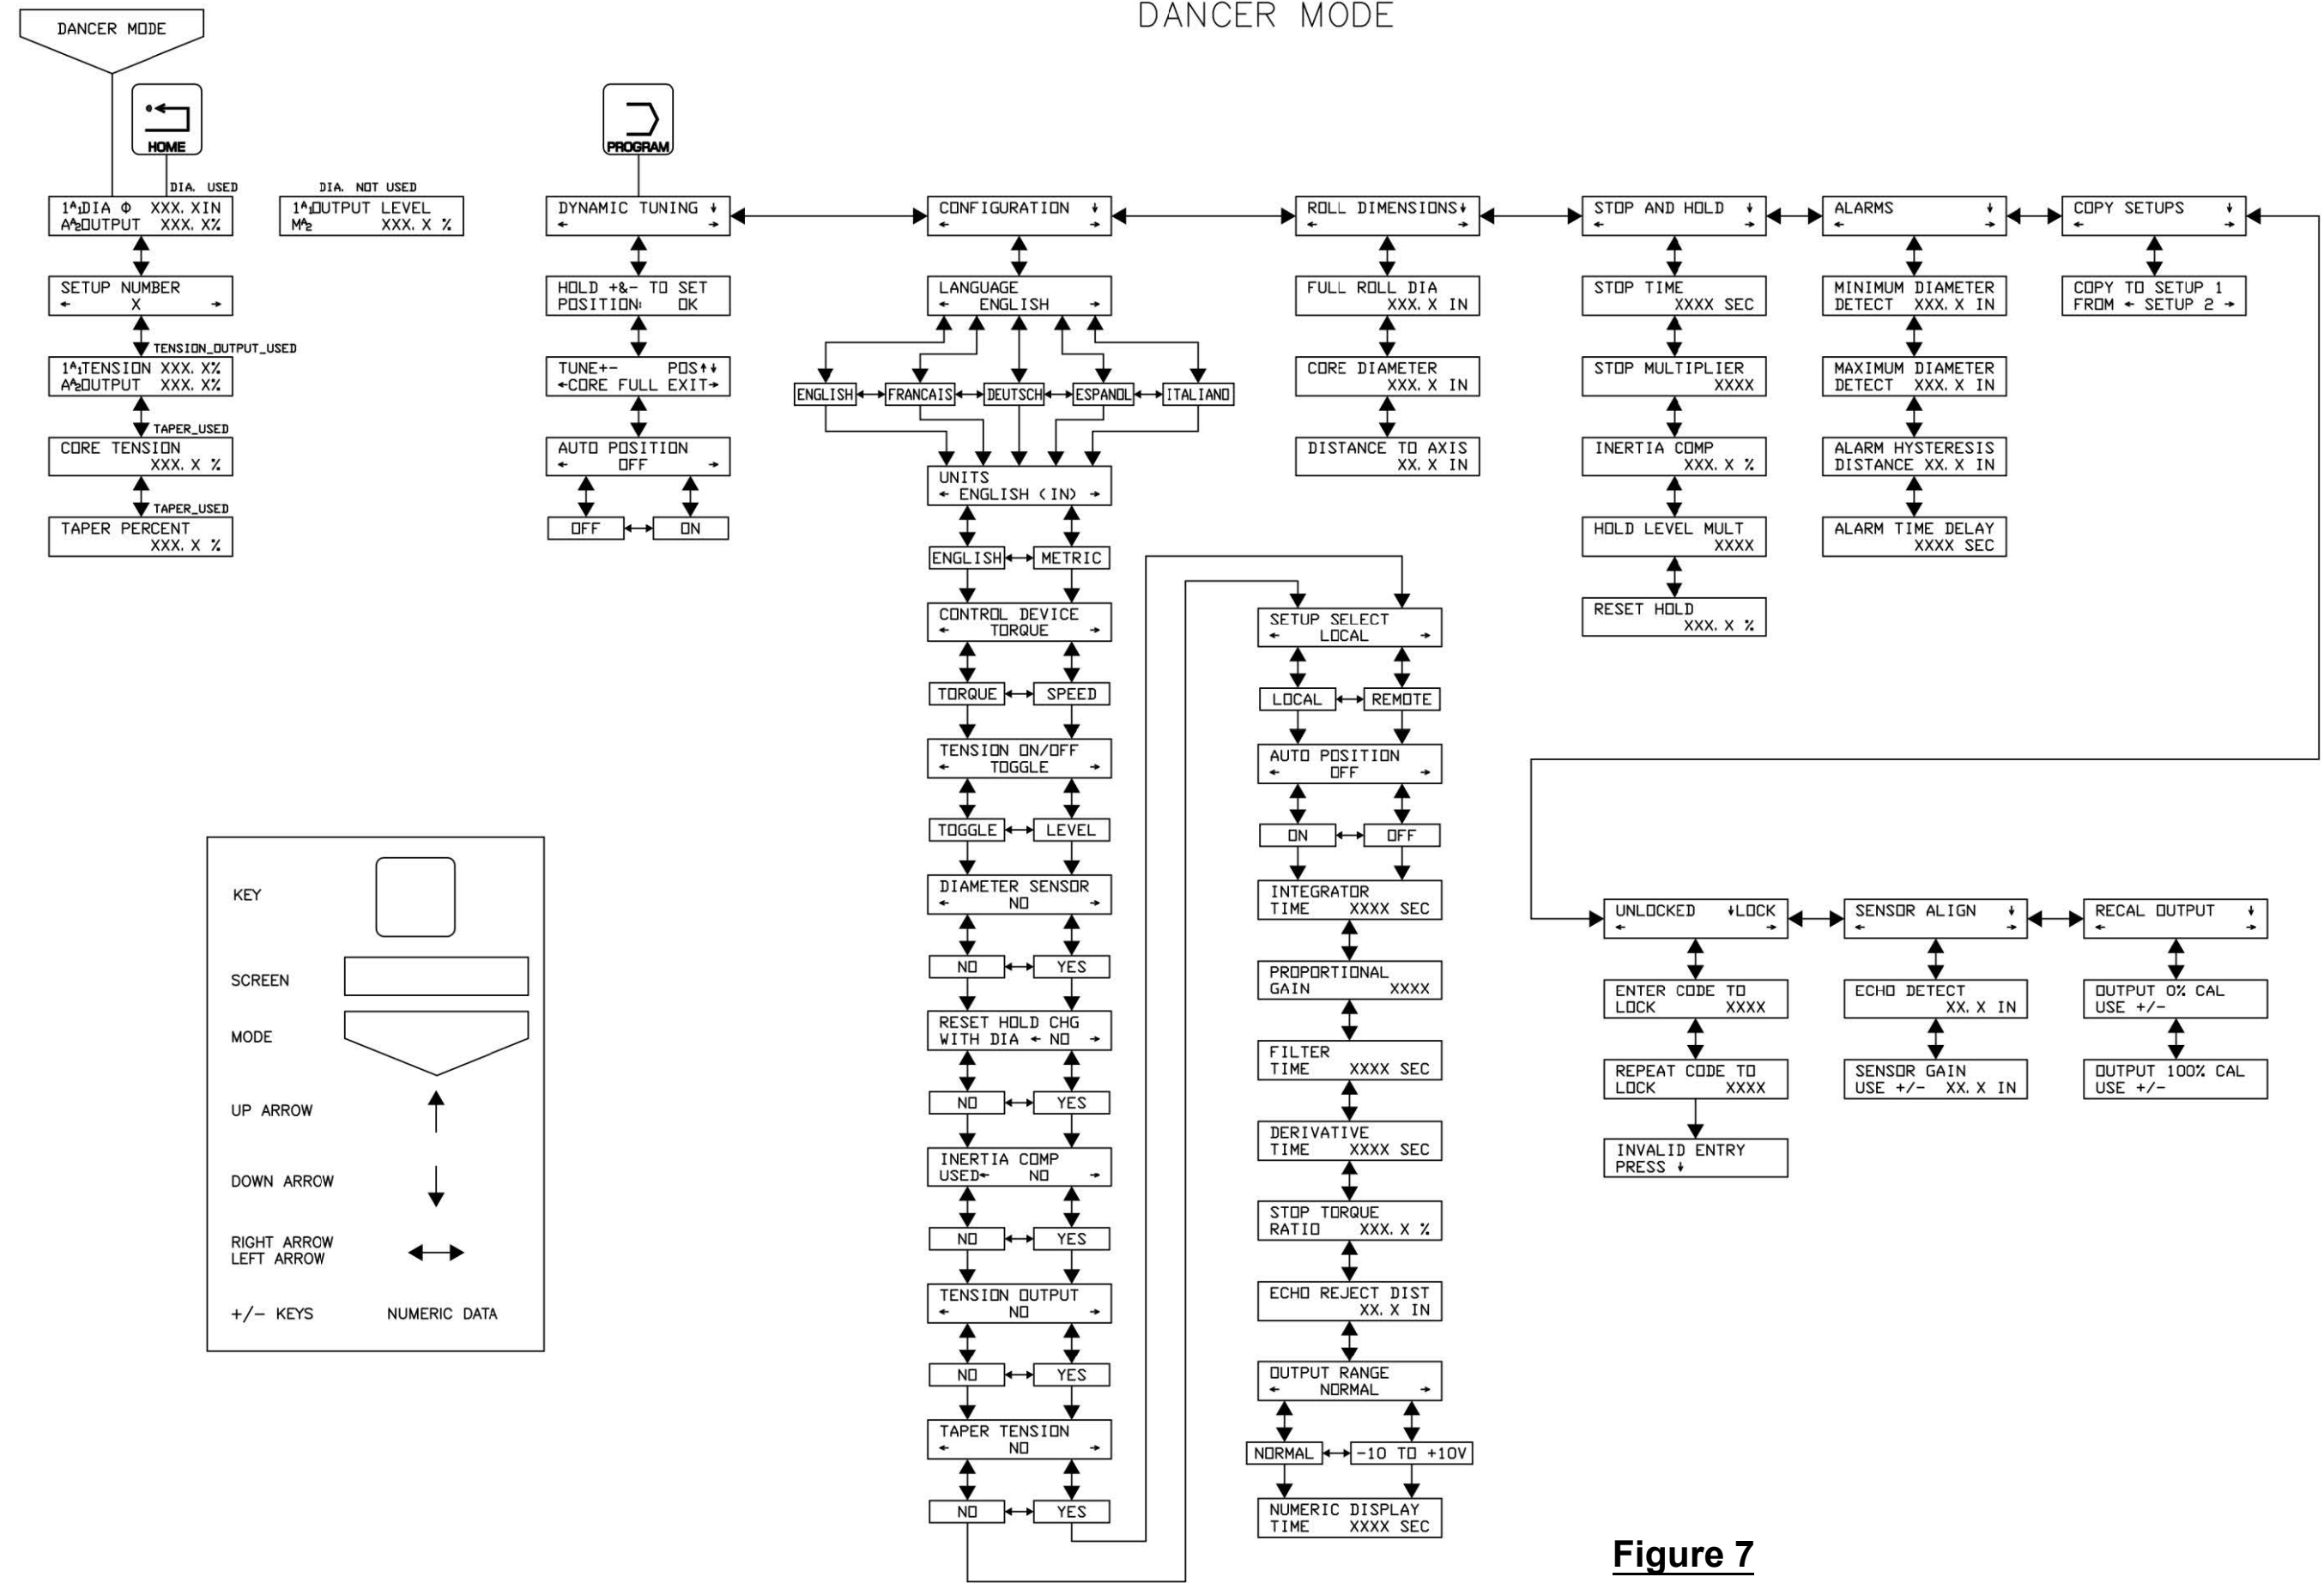 DANCER MODE
DANCER MODE
HOME
PROGRAM
DIA. USED
1A1DIA Φ XXX.XIN
AA2OUTPUT XXX.X%
DIA. NOT USED
1A1OUTPUT LEVEL
MA2 XXX.X %
SETUP NUMBER
← X →
TENSION_OUTPUT_USED
1A1TENSION XXX.X%
AA2OUTPUT XXX.X%
TAPER_USED
CORE TENSION
XXX.X %
TAPER_USED
TAPER PERCENT
XXX.X %
DYNAMIC TUNING ↓
← →
HOLD +&- TO SET
POSITION: OK
TUNE+- POS↑↓
←CORE FULL EXIT→
AUTO POSITION
← OFF →
OFF
ON
CONFIGURATION ↓
← →
LANGUAGE
← ENGLISH →
ENGLISH
FRANCAIS
DEUTSCH
ESPANOL
ITALIANO
UNITS
← ENGLISH (IN) →
ENGLISH
METRIC
CONTROL DEVICE
← TORQUE →
TORQUE
SPEED
TENSION ON/OFF
← TOGGLE →
TOGGLE
LEVEL
DIAMETER SENSOR
← NO →
NO
YES
RESET HOLD CHG
WITH DIA ← NO →
NO
YES
INERTIA COMP
USED← NO →
NO
YES
TENSION OUTPUT
← NO →
NO
YES
TAPER TENSION
← NO →
NO
YES
SETUP SELECT
← LOCAL →
LOCAL
REMOTE
AUTO POSITION
← OFF →
ON
OFF
INTEGRATOR
TIME XXXX SEC
PROPORTIONAL
GAIN XXXX
FILTER
TIME XXXX SEC
DERIVATIVE
TIME XXXX SEC
STOP TORQUE
RATIO XXX.X %
ECHO REJECT DIST
XX.X IN
OUTPUT RANGE
← NORMAL →
NORMAL
-10 TO +10V
NUMERIC DISPLAY
TIME XXXX SEC
ROLL DIMENSIONS↓
← →
FULL ROLL DIA
XXX.X IN
CORE DIAMETER
XXX.X IN
DISTANCE TO AXIS
XX.X IN
STOP AND HOLD ↓
← →
STOP TIME
XXXX SEC
STOP MULTIPLIER
XXXX
INERTIA COMP
XXX.X %
HOLD LEVEL MULT
XXXX
RESET HOLD
XXX.X %
ALARMS ↓
← →
MINIMUM DIAMETER
DETECT XXX.X IN
MAXIMUM DIAMETER
DETECT XXX.X IN
ALARM HYSTERESIS
DISTANCE XX.X IN
ALARM TIME DELAY
XXXX SEC
COPY SETUPS ↓
← →
COPY TO SETUP 1
FROM ← SETUP 2 →
UNLOCKED ↓LOCK
← →
ENTER CODE TO
LOCK XXXX
REPEAT CODE TO
LOCK XXXX
INVALID ENTRY
PRESS ↓
SENSOR ALIGN ↓
← →
ECHO DETECT
XX.X IN
SENSOR GAIN
USE +/- XX.X IN
RECAL OUTPUT ↓
← →
OUTPUT 0% CAL
USE +/-
OUTPUT 100% CAL
USE +/-
KEY
SCREEN
MODE
UP ARROW
DOWN ARROW
RIGHT ARROW
LEFT ARROW
+/- KEYS NUMERIC DATA
Figure 7